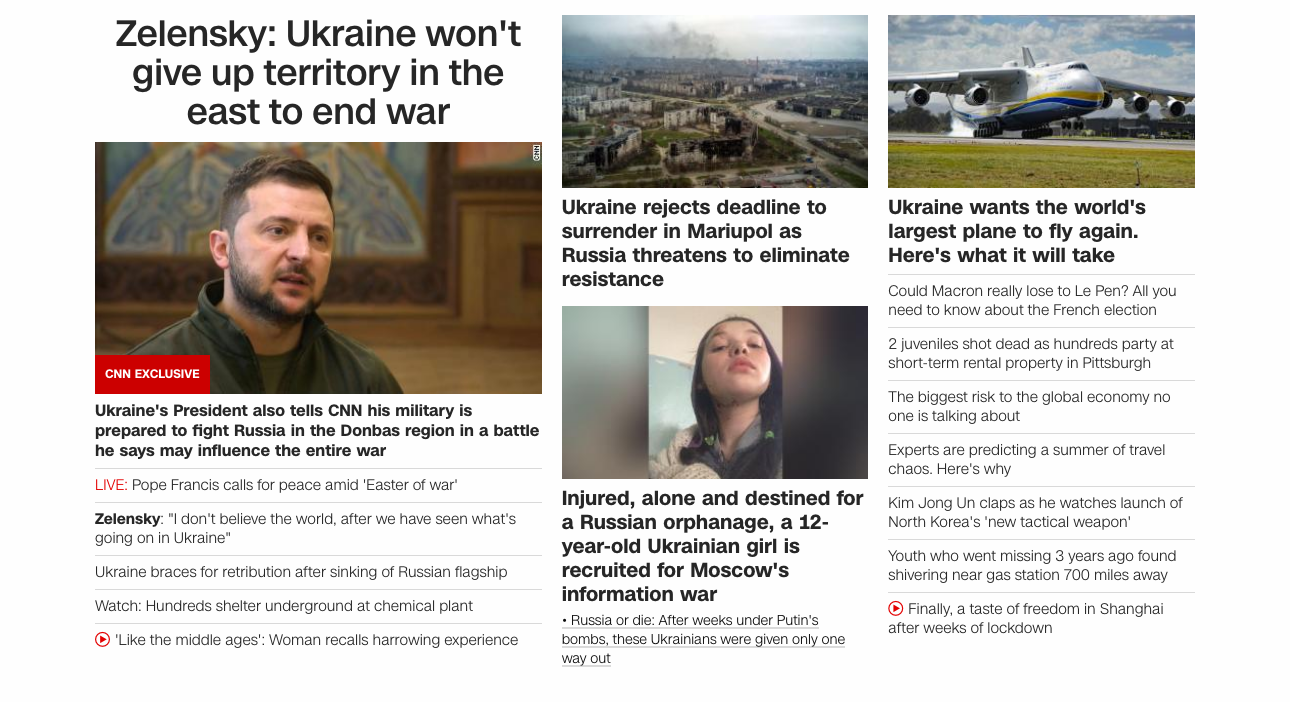 Zelensky: Ukraine won't
give up territory in the
east to end war
CNN
CNN EXCLUSIVE
Ukraine's President also tells CNN his military is
prepared to fight Russia in the Donbas region in a battle
he says may influence the entire war
LIVE: Pope Francis calls for peace amid 'Easter of war'
Zelensky: "I don't believe the world, after we have seen what's
going on in Ukraine"
Ukraine braces for retribution after sinking of Russian flagship
Watch: Hundreds shelter underground at chemical plant
'Like the middle ages': Woman recalls harrowing experience
Ukraine rejects deadline to
surrender in Mariupol as
Russia threatens to eliminate
resistance
Injured, alone and destined for
a Russian orphanage, a 12-
year-old Ukrainian girl is
recruited for Moscow's
information war
• Russia or die: After weeks under Putin's
bombs, these Ukrainians were given only one
way out
Ukraine wants the world's
largest plane to fly again.
Here's what it will take
Could Macron really lose to Le Pen? All you
need to know about the French election
2 juveniles shot dead as hundreds party at
short-term rental property in Pittsburgh
The biggest risk to the global economy no
one is talking about
Experts are predicting a summer of travel
chaos. Here's why
Kim Jong Un claps as he watches launch of
North Korea's 'new tactical weapon'
Youth who went missing 3 years ago found
shivering near gas station 700 miles away
Finally, a taste of freedom in Shanghai
after weeks of lockdown